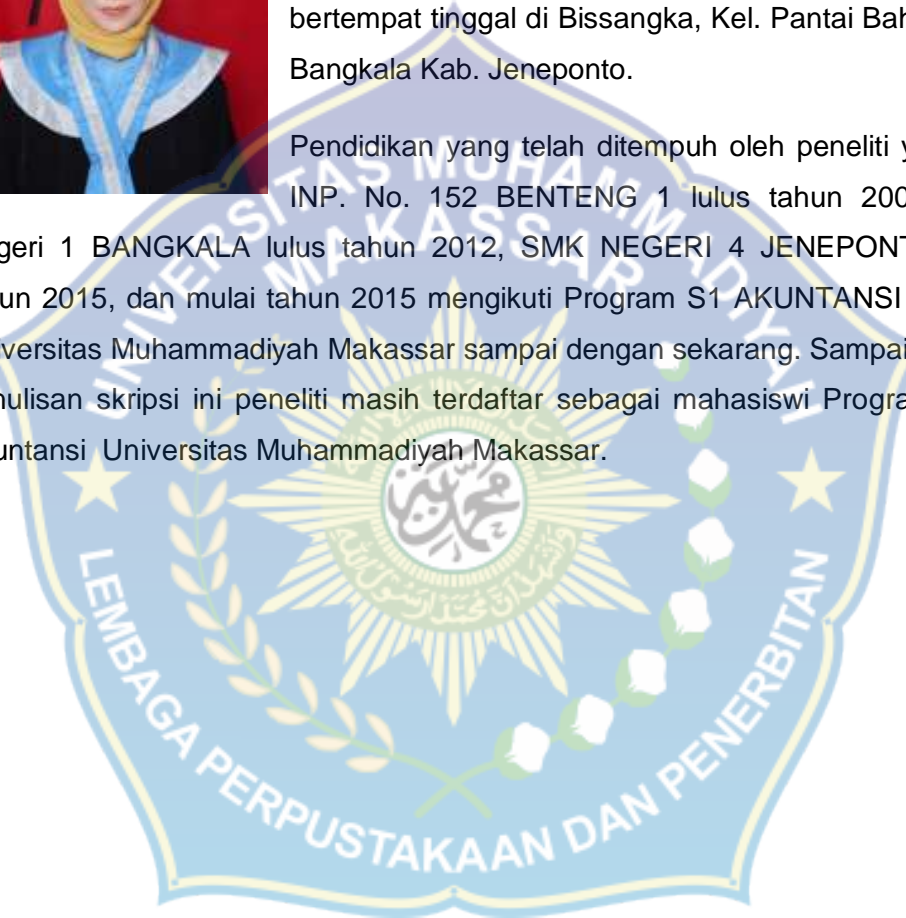 bertempat tinggal di Bissangka, Kel. Pantai Bah
Bangkala Kab. Jeneponto.
Pendidikan yang telah ditempuh oleh peneliti y
INP. No. 152 BENTENG 1 lulus tahun 200
geri 1 BANGKALA lulus tahun 2012, SMK NEGERI 4 JENEPONT
un 2015, dan mulai tahun 2015 mengikuti Program S1 AKUNTANSI
iversitas Muhammadiyah Makassar sampai dengan sekarang. Sampai
nulisan skripsi ini peneliti masih terdaftar sebagai mahasiswi Progra
untansi Universitas Muhammadiyah Makassar.
UNIVERSITAS MUHAMMADIYAH
MAKASSAR
محمد
LEMBAGA PERPUSTAKAAN DAN PENERBITAN